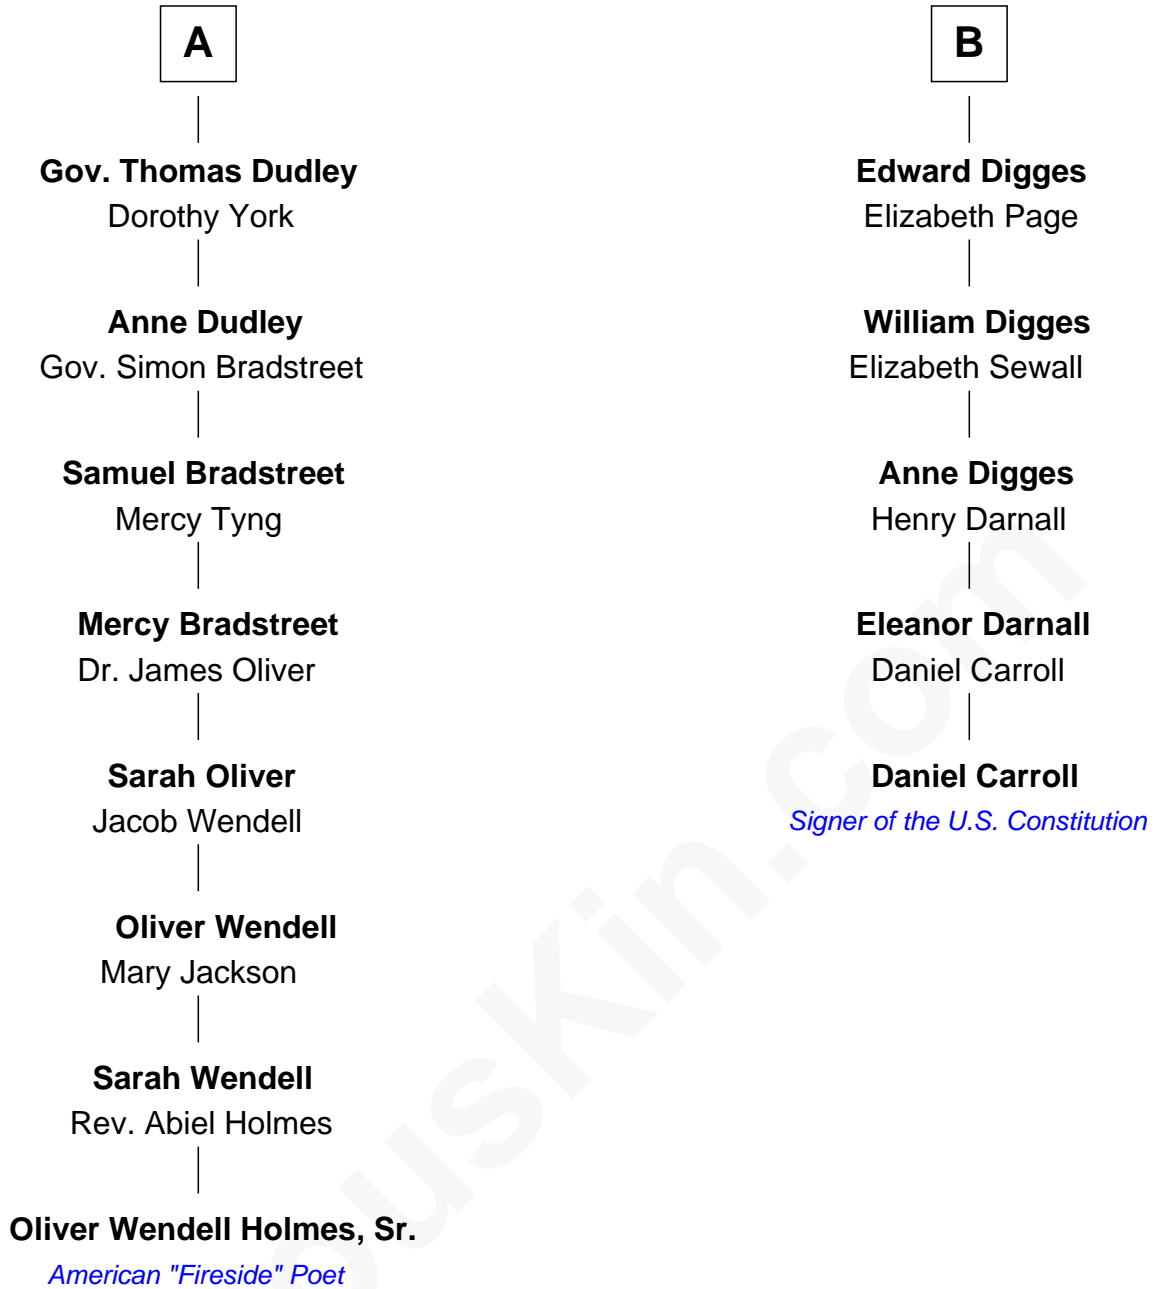 A
Gov. Thomas Dudley
Dorothy York
Anne Dudley
Gov. Simon Bradstreet
Samuel Bradstreet
Mercy Tyng
Mercy Bradstreet
Dr. James Oliver
Sarah Oliver
Jacob Wendell
Oliver Wendell
Mary Jackson
Sarah Wendell
Rev. Abiel Holmes
Oliver Wendell Holmes, Sr.
American "Fireside" Poet
B
Edward Digges
Elizabeth Page
William Digges
Elizabeth Sewall
Anne Digges
Henry Darnall
Eleanor Darnall
Daniel Carroll
Daniel Carroll
Signer of the U.S. Constitution
ousKin.com